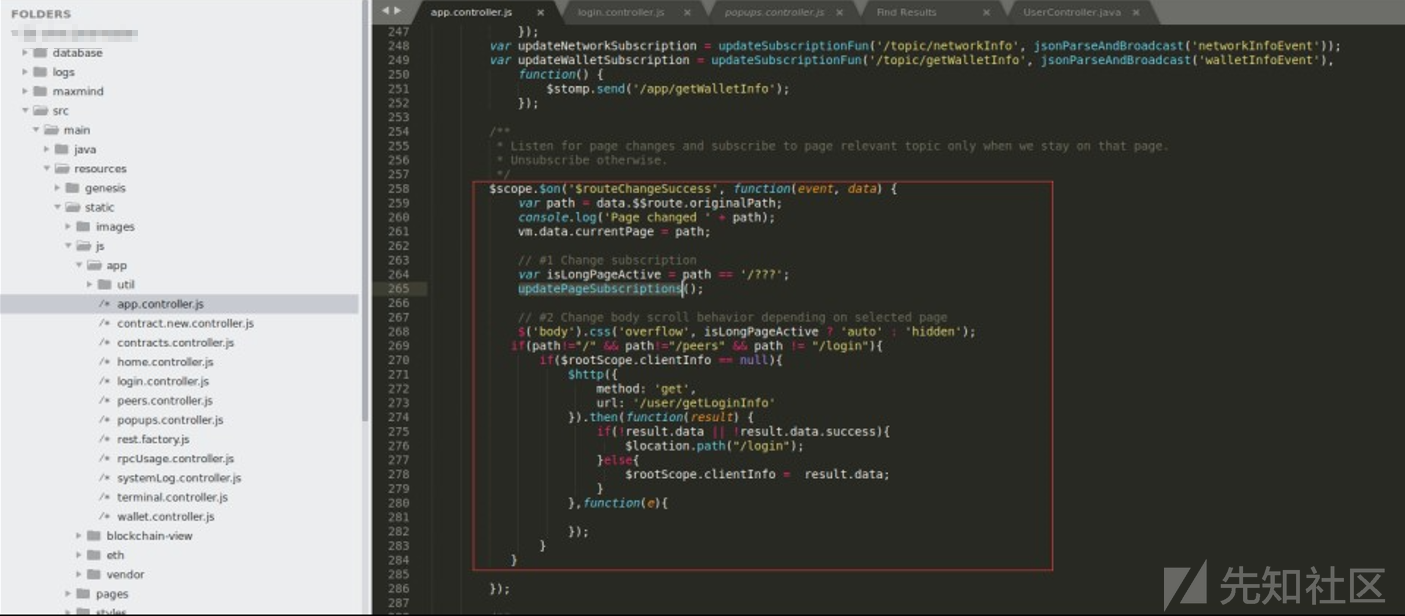 FOLDERS
database
logs
maxmind
src
main
java
resources
genesis
static
images
js
app
util
/* app.controller.js
/* contract.new.controller.js
/* contracts.controller.js
/* home.controller.js
/* login.controller.js
/* peers.controller.js
/* popups.controller.js
/* rest.factory.js
/* rpcUsage.controller.js
/* systemLog.controller.js
/* terminal.controller.js
/* wallet.controller.js
blockchain-view
eth
vendor
pages
styles
app.controller.js × login.controller.js × popups.controller.js × Find Results × UserController.java ×
247 });
248 var updateNetworkSubscription = updateSubscriptionFun('/topic/networkInfo', jsonParseAndBroadcast('networkInfoEvent'));
249 var updateWalletSubscription = updateSubscriptionFun('/topic/getWalletInfo', jsonParseAndBroadcast('walletInfoEvent'),
250 function() {
251 $stomp.send('/app/getWalletInfo');
252 });
253
254 /**
255 * Listen for page changes and subscribe to page relevant topic only when we stay on that page.
256 * Unsubscribe otherwise.
257 */
258 $scope.$on('$routeChangeSuccess', function(event, data) {
259 var path = data.$$route.originalPath;
260 console.log('Page changed ' + path);
261 vm.data.currentPage = path;
262
263 // #1 Change subscription
264 var isLongPageActive = path == '/???';
265 updatePageSubscriptions();
266
267 // #2 Change body scroll behavior depending on selected page
268 $('body').css('overflow', isLongPageActive ? 'auto' : 'hidden');
269 if(path!="/" && path!="/peers" && path != "/login"){
270 if($rootScope.clientInfo == null){
271 $http({
272 method: 'get',
273 url: '/user/getLoginInfo'
274 }).then(function(result) {
275 if(!result.data || !result.data.success){
276 $location.path("/login");
277 }else{
278 $rootScope.clientInfo = result.data;
279 }
280 },function(e){
281
282 });
283 }
284 }
285
286 });
287
先知社区